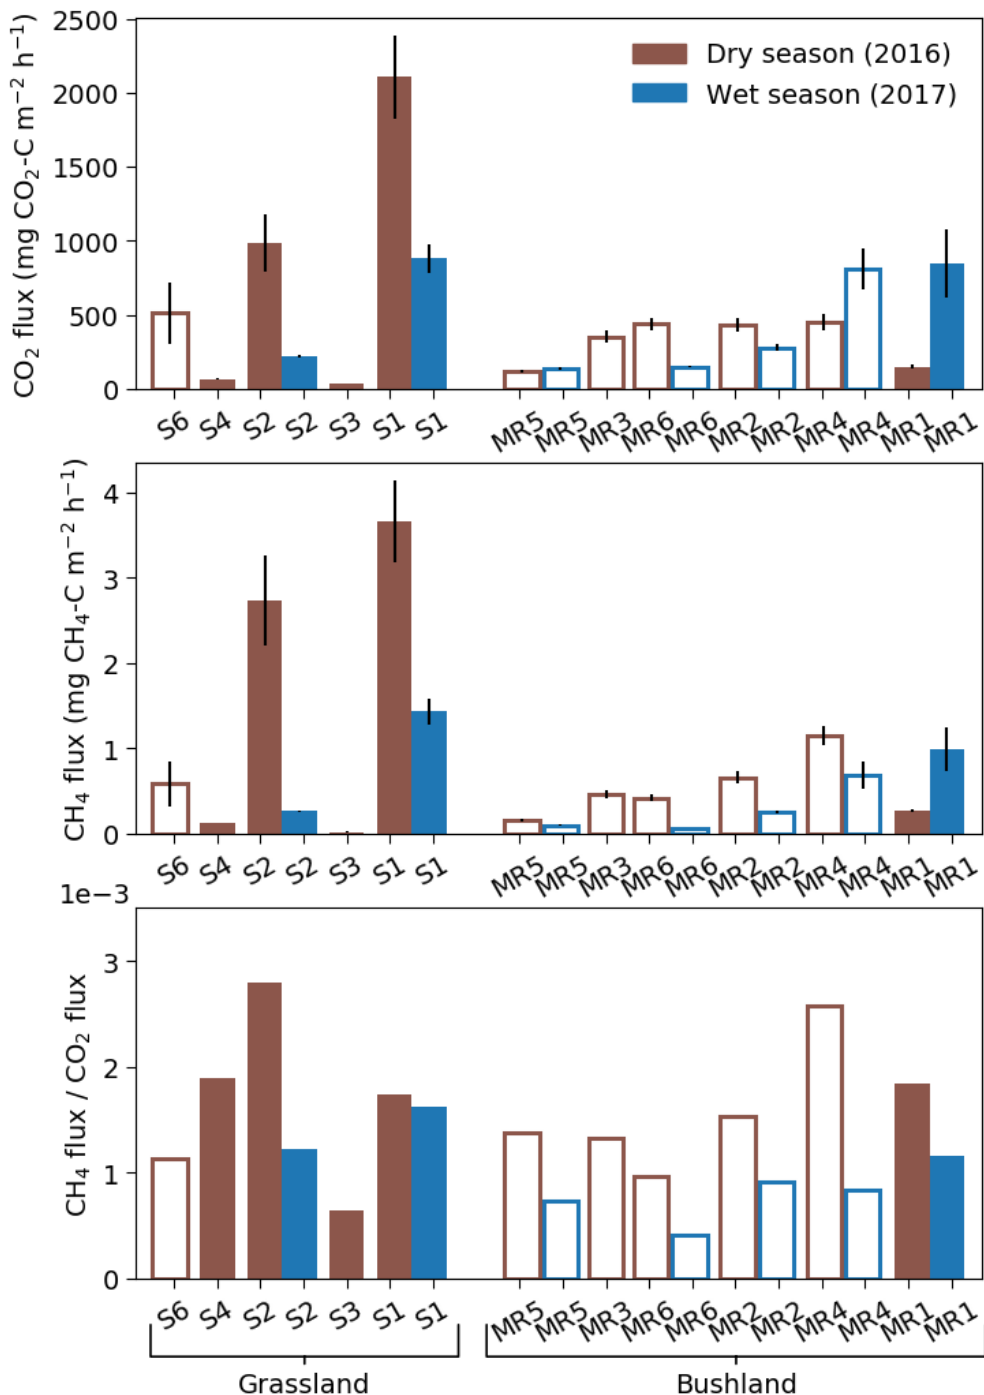 CO₂ flux (mg CO₂-C m⁻² h⁻¹)
2500
2000
1500
1000
500
0
Dry season (2016)
Wet season (2017)
S6 S4 S2 S2 S3 S1 S1 MR5 MR5 MR3 MR6 MR6 MR2 MR2 MR4 MR4 MR1 MR1
CH₄ flux (mg CH₄-C m⁻² h⁻¹)
4
3
2
1
0
S6 S4 S2 S2 S3 S1 S1 MR5 MR5 MR3 MR6 MR6 MR2 MR2 MR4 MR4 MR1 MR1
1e−3
CH₄ flux / CO₂ flux
3
2
1
0
S6 S4 S2 S2 S3 S1 S1 MR5 MR5 MR3 MR6 MR6 MR2 MR2 MR4 MR4 MR1 MR1
Grassland Bushland